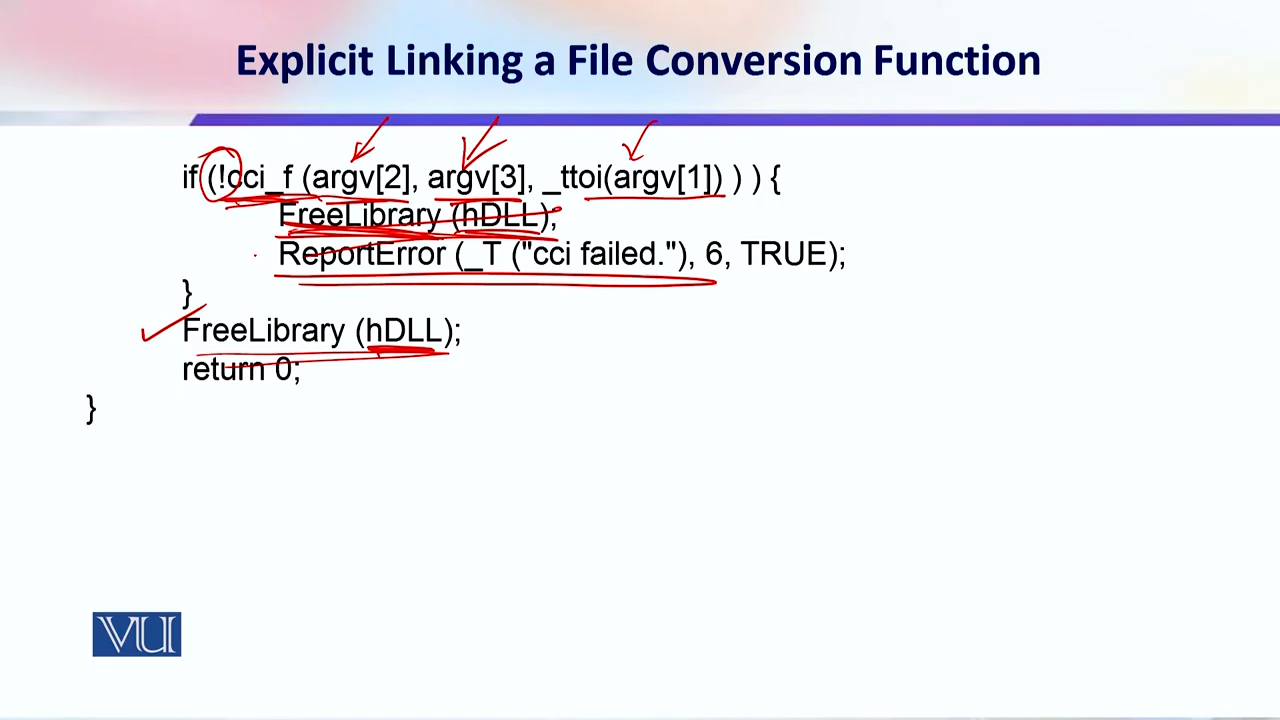 Explicit Linking a File Conversion Function
if (!cci_f (argv[2], argv[3], _ttoi(argv[1]) ) ) {
FreeLibrary (hDLL);
ReportError (_T ("cci failed."), 6, TRUE);
}
FreeLibrary (hDLL);
return 0;
}
VU